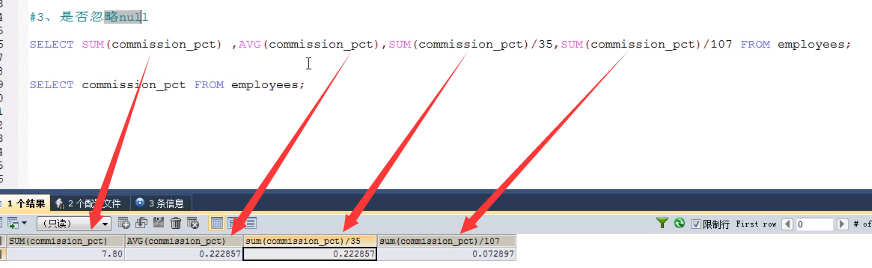 #3、是否忽略null
SELECT SUM(commission_pct) ,AVG(commission_pct),SUM(commission_pct)/35,SUM(commission_pct)/107 FROM employees;
SELECT commission_pct FROM employees;
1 个结果 2 个配置文件 3 条信息
(只读) 限制行 First row 0 # of
SUM(commission_pct) AVG(commission_pct) sum(commission_pct)/35 sum(commission_pct)/107
7.80 0.222857 0.222857 0.072897